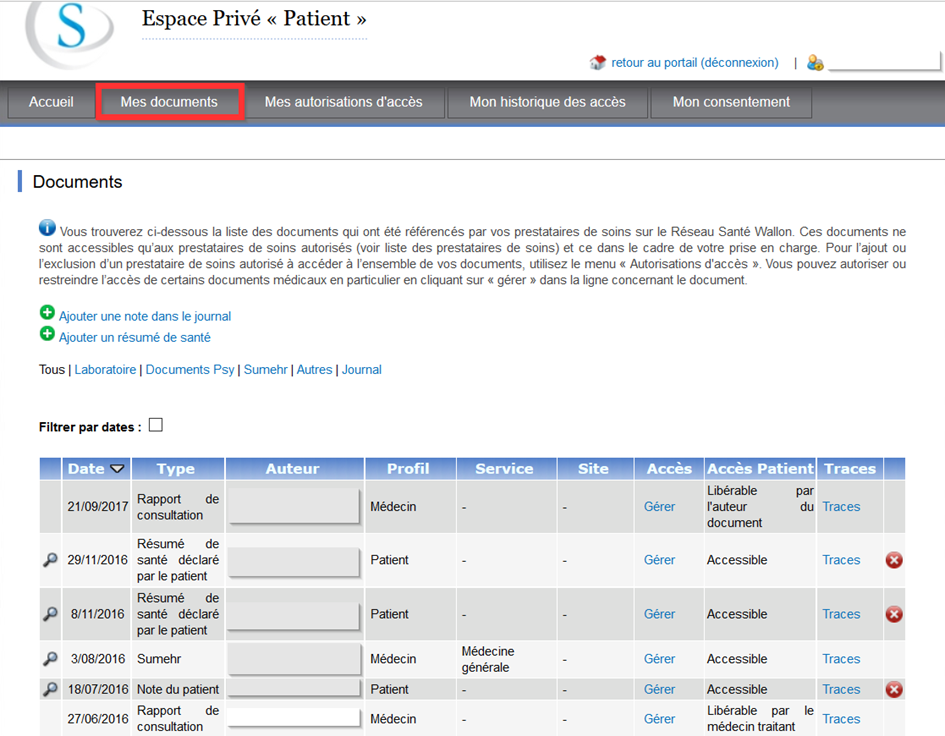 S
Espace Privé « Patient »
retour au portail (déconnexion) |
Accueil Mes documents Mes autorisations d'accès Mon historique des accès Mon consentement
Documents
Vous trouverez ci-dessous la liste des documents qui ont été référencés par vos prestataires de soins sur le Réseau Santé Wallon. Ces documents ne
sont accessibles qu'aux prestataires de soins autorisés (voir liste des prestataires de soins) et ce dans le cadre de votre prise en charge. Pour l'ajout ou
l'exclusion d'un prestataire de soins autorisé à accéder à l'ensemble de vos documents, utilisez le menu « Autorisations d'accès ». Vous pouvez autoriser ou
restreindre l'accès de certains documents médicaux en particulier en cliquant sur « gérer » dans la ligne concernant le document.
Ajouter une note dans le journal
Ajouter un résumé de santé
Tous | Laboratoire | Documents Psy | Sumehr | Autres | Journal
Filtrer par dates :
Date Type Auteur Profil Service Site Accès Accès Patient Traces
21/09/2017 Rapport de consultation Médecin - - Gérer Libérable par l'auteur du document Traces
29/11/2016 Résumé de santé déclaré par le patient Patient - - Gérer Accessible Traces
8/11/2016 Résumé de santé déclaré par le patient Patient - - Gérer Accessible Traces
3/08/2016 Sumehr Médecin Médecine générale - Gérer Accessible Traces
18/07/2016 Note du patient Patient - - Gérer Accessible Traces
27/06/2016 Rapport de consultation Médecin - - Gérer Libérable par le médecin traitant Traces